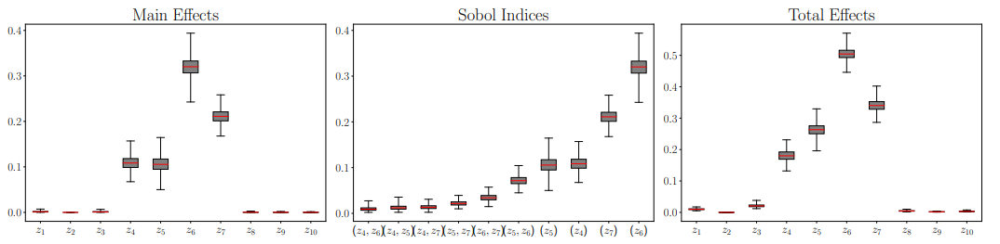 Main Effects
0.4
0.3
0.2
0.1
0.0
z1 z2 z3 z4 z5 z6 z7 z8 z9 z10
Sobol Indices
0.4
0.3
0.2
0.1
0.0
(z4, z6) (z4, z5) (z4, z7) (z5, z7) (z6, z7) (z5, z6) (z5) (z4) (z7) (z6)
Total Effects
0.5
0.4
0.3
0.2
0.1
0.0
z1 z2 z3 z4 z5 z6 z7 z8 z9 z10